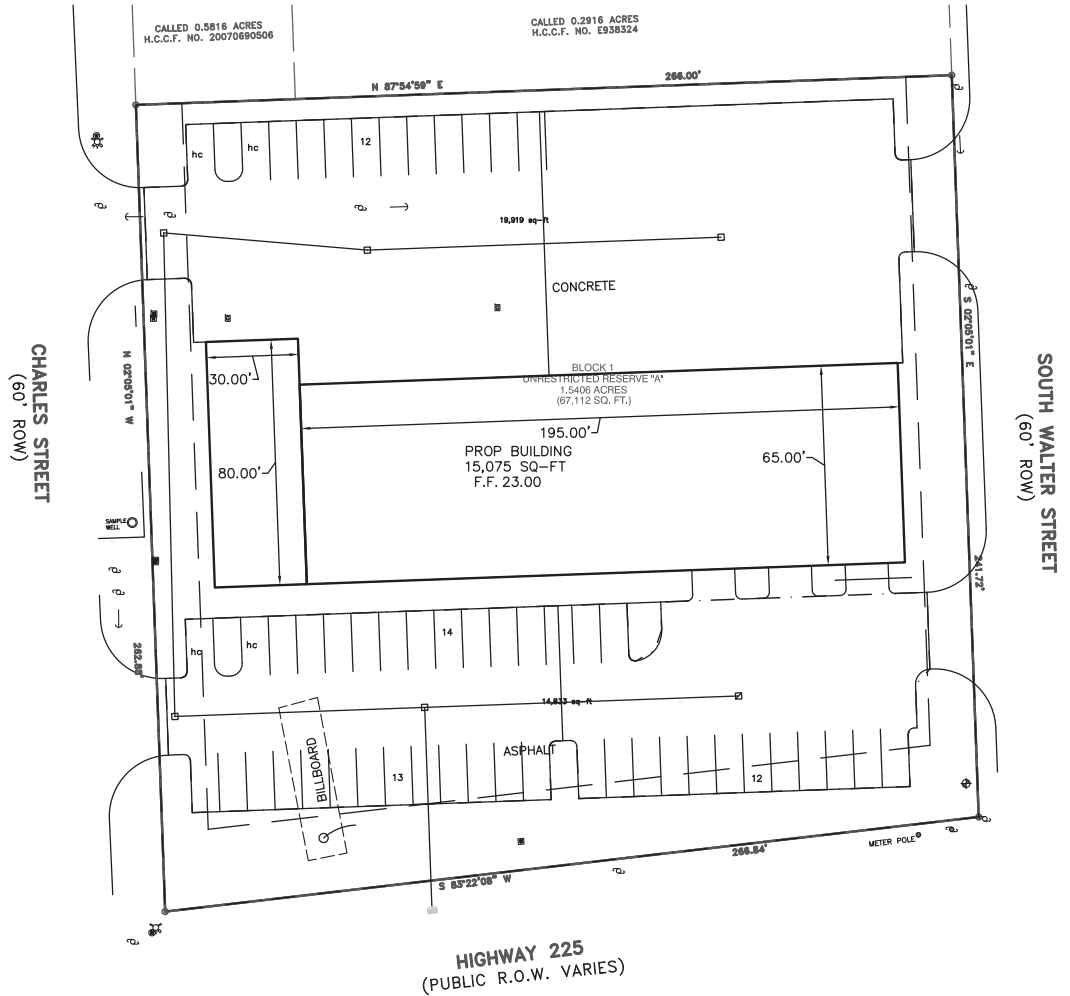 CALLED 0.5816 ACRES
H.C.C.F. NO. 20070690506
CALLED 0.2916 ACRES
H.C.C.F. NO. E938324
N 87°54'59" E
266.00'
hc
hc
12
19,919 sq-ft
CONCRETE
S 02°05'01" E
N 02°05'01" W
CHARLES STREET
(60' ROW)
SOUTH WALTER STREET
(60' ROW)
30.00'
BLOCK 1
UNRESTRICTED RESERVE "A"
1.5406 ACRES
(67,112 SQ. FT.)
195.00'
PROP BUILDING
15,075 SQ-FT
F.F. 23.00
65.00'
80.00'
SAMPLE
WELL
241.72'
14
hc
hc
14,833 sq-ft
ASPHALT
BILLBOARD
13
12
METER POLE
266.84'
S 83°22'08" W
HIGHWAY 225
(PUBLIC R.O.W. VARIES)